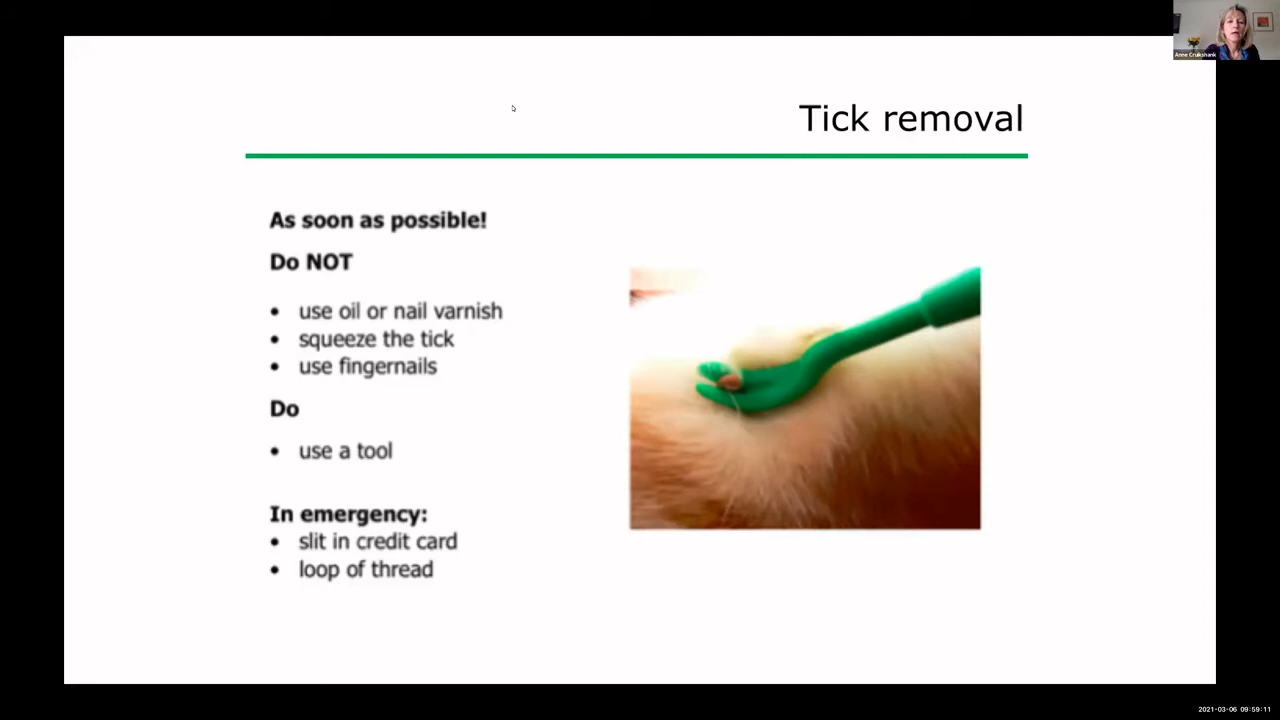 Anne Cruikshank
Tick removal
As soon as possible!
Do NOT
• use oil or nail varnish
• squeeze the tick
• use fingernails
Do
• use a tool
In emergency:
• slit in credit card
• loop of thread
2021-03-06 09:59:11